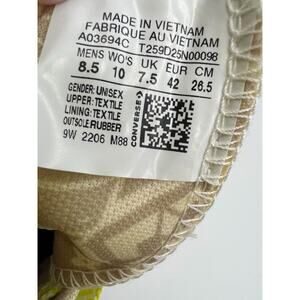 MADE IN VIETNAM
FABRIQUE AU VIETNAM
A03694C T259D25N00098
MENS WO'S UK EUR CM
8.5 10 7.5 42 26.5
GENDER: UNISEX
UPPER: TEXTILE
LINING: TEXTILE
OUTSOLE: RUBBER
9W 2206 M88
CONVERSE